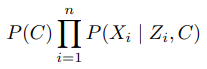 P(C) ∏_{i=1}^{n} P(X_i | Z_i, C)